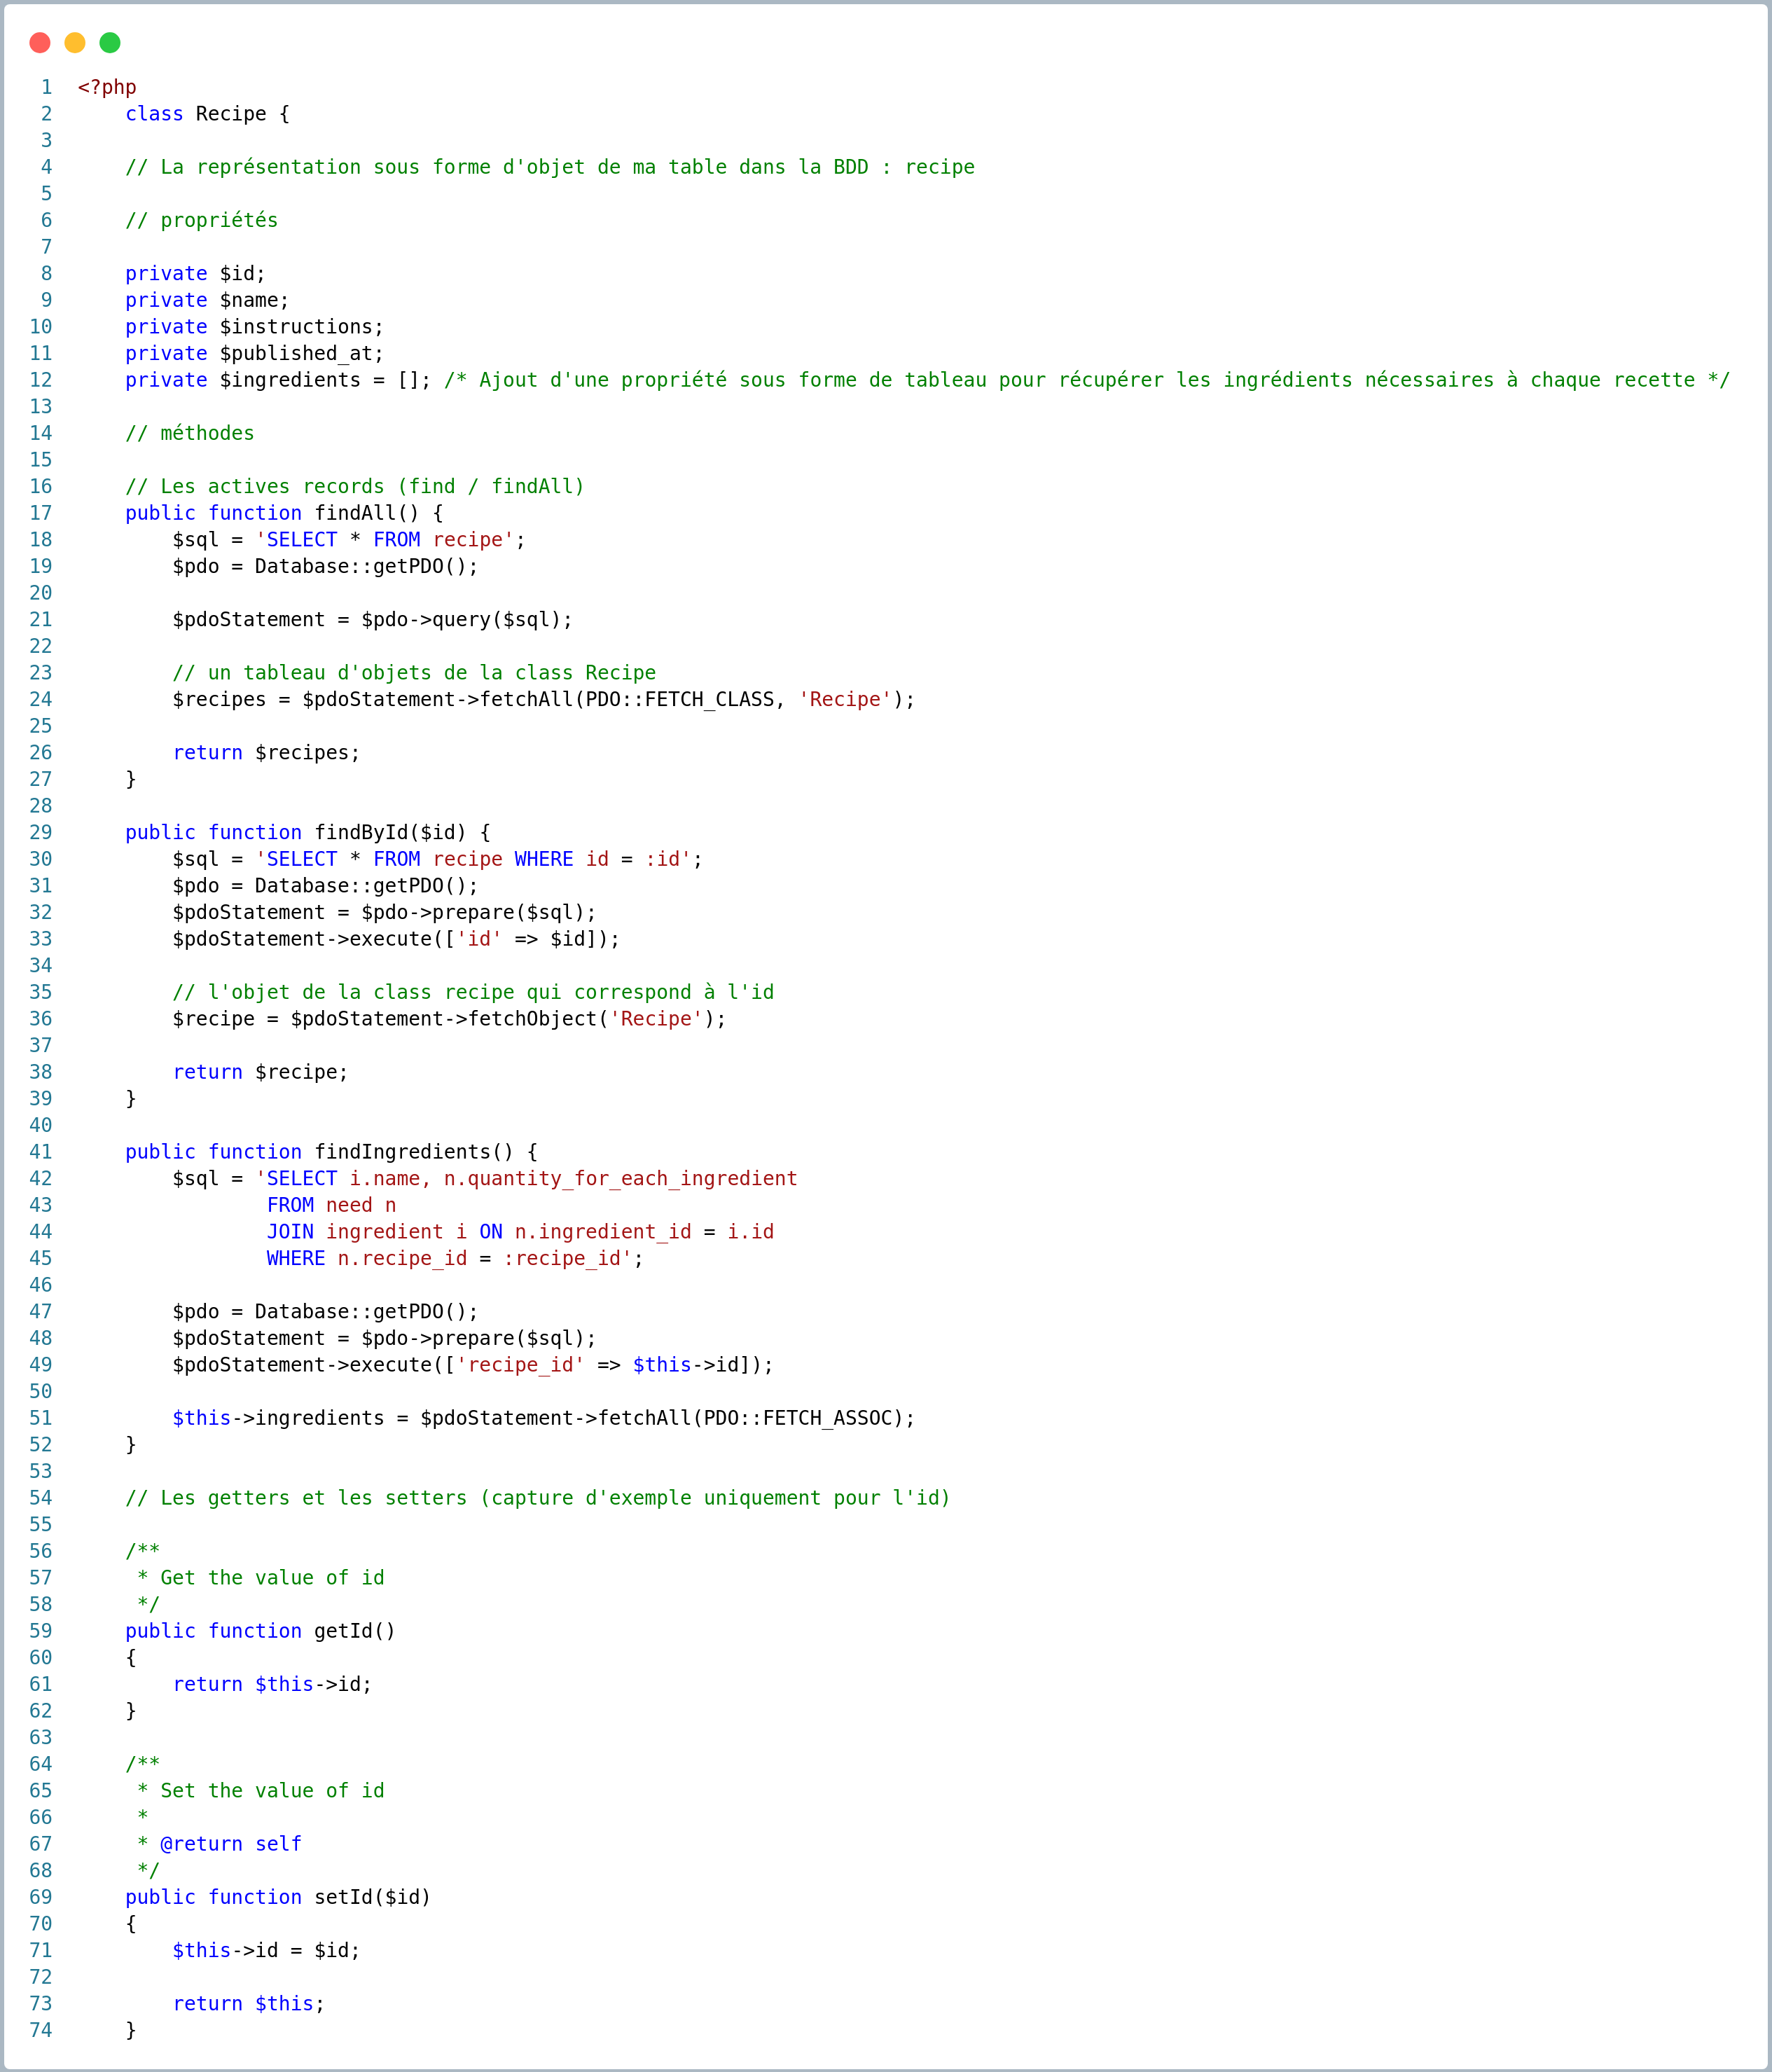 1 <?php
2     class Recipe {
3
4     // La représentation sous forme d'objet de ma table dans la BDD : recipe
5
6     // propriétés
7
8     private $id;
9     private $name;
10     private $instructions;
11     private $published_at;
12     private $ingredients = []; /* Ajout d'une propriété sous forme de tableau pour récupérer les ingrédients nécessaires à chaque recette */
13
14     // méthodes
15
16     // Les actives records (find / findAll)
17     public function findAll() {
18         $sql = 'SELECT * FROM recipe';
19         $pdo = Database::getPDO();
20
21         $pdoStatement = $pdo->query($sql);
22
23         // un tableau d'objets de la class Recipe
24         $recipes = $pdoStatement->fetchAll(PDO::FETCH_CLASS, 'Recipe');
25
26         return $recipes;
27     }
28
29     public function findById($id) {
30         $sql = 'SELECT * FROM recipe WHERE id = :id';
31         $pdo = Database::getPDO();
32         $pdoStatement = $pdo->prepare($sql);
33         $pdoStatement->execute(['id' => $id]);
34
35         // l'objet de la class recipe qui correspond à l'id
36         $recipe = $pdoStatement->fetchObject('Recipe');
37
38         return $recipe;
39     }
40
41     public function findIngredients() {
42         $sql = 'SELECT i.name, n.quantity_for_each_ingredient
43                 FROM need n
44                 JOIN ingredient i ON n.ingredient_id = i.id
45                 WHERE n.recipe_id = :recipe_id';
46
47         $pdo = Database::getPDO();
48         $pdoStatement = $pdo->prepare($sql);
49         $pdoStatement->execute(['recipe_id' => $this->id]);
50
51         $this->ingredients = $pdoStatement->fetchAll(PDO::FETCH_ASSOC);
52     }
53
54     // Les getters et les setters (capture d'exemple uniquement pour l'id)
55
56     /**
57      * Get the value of id
58      */
59     public function getId()
60     {
61         return $this->id;
62     }
63
64     /**
65      * Set the value of id
66      *
67      * @return self
68      */
69     public function setId($id)
70     {
71         $this->id = $id;
72
73         return $this;
74     }